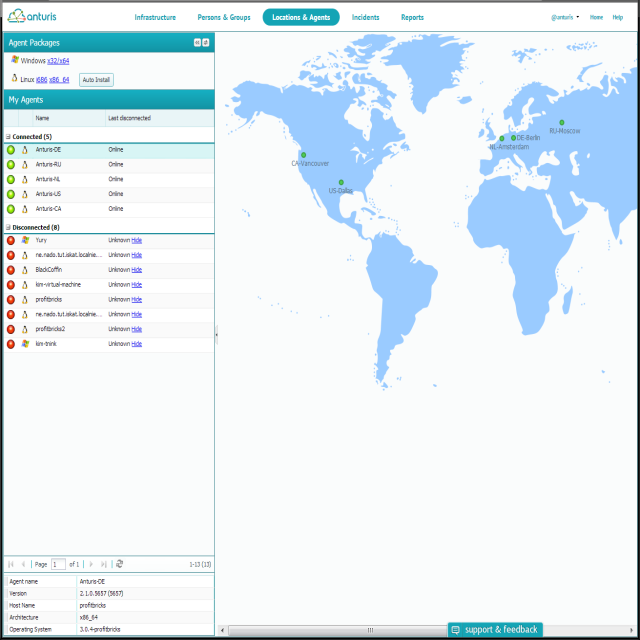 anturis
Infrastructure Persons & Groups Locations & Agents Incidents Reports @anturis Home Help
Agent Packages
Windows x32/x64
Linux i686 x86_64 Auto Install
My Agents
Name Last disconnected
Connected (5)
Anturis-DE Online
Anturis-RU Online
Anturis-NL Online
Anturis-US Online
Anturis-CA Online
Disconnected (8)
Yury Unknown Hide
ne.nado.tut.iskat.localnie... Unknown Hide
BlackCoffin Unknown Hide
kim-virtual-machine Unknown Hide
profitbricks Unknown Hide
ne.nado.tut.iskat.localnie... Unknown Hide
profitbricks2 Unknown Hide
kim-tnink Unknown Hide
Page 1 of 1 1-13 (13)
Agent name Anturis-DE
Version 2.1.0.5657 (5657)
Host Name profitbricks
Architecture x86_64
Operating System 3.0.4-profitbricks
RU-Moscow
DE-Berlin
NL-Amsterdam
CA-Vancouver
US-Dallas
support & feedback